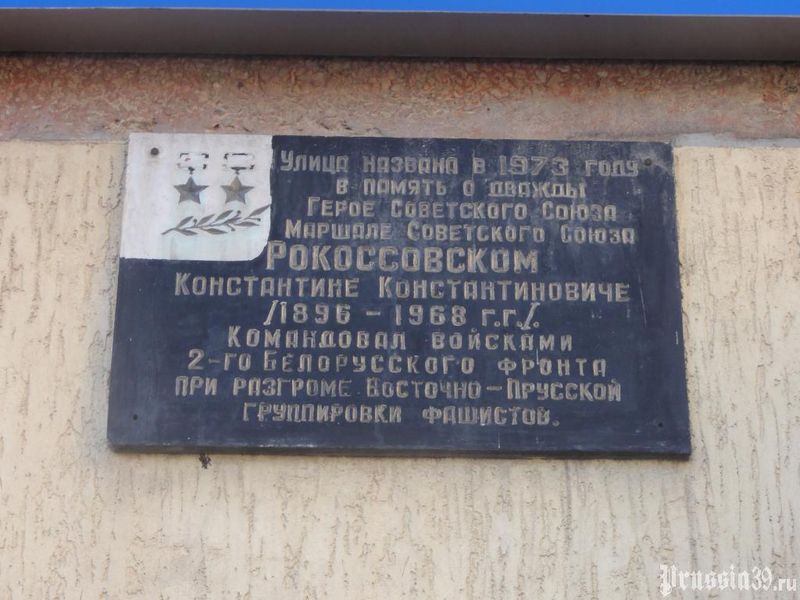 Улица названа в 1973 году
в память о дважды
Герое Советского Союза
Маршале Советского Союза
Рокоссовском
Константине Константиновиче
/1896 - 1968 г.г./.
Командовал войсками
2-го Белорусского фронта
при разгроме Восточно-Прусской
группировки фашистов.
Prussia39.ru